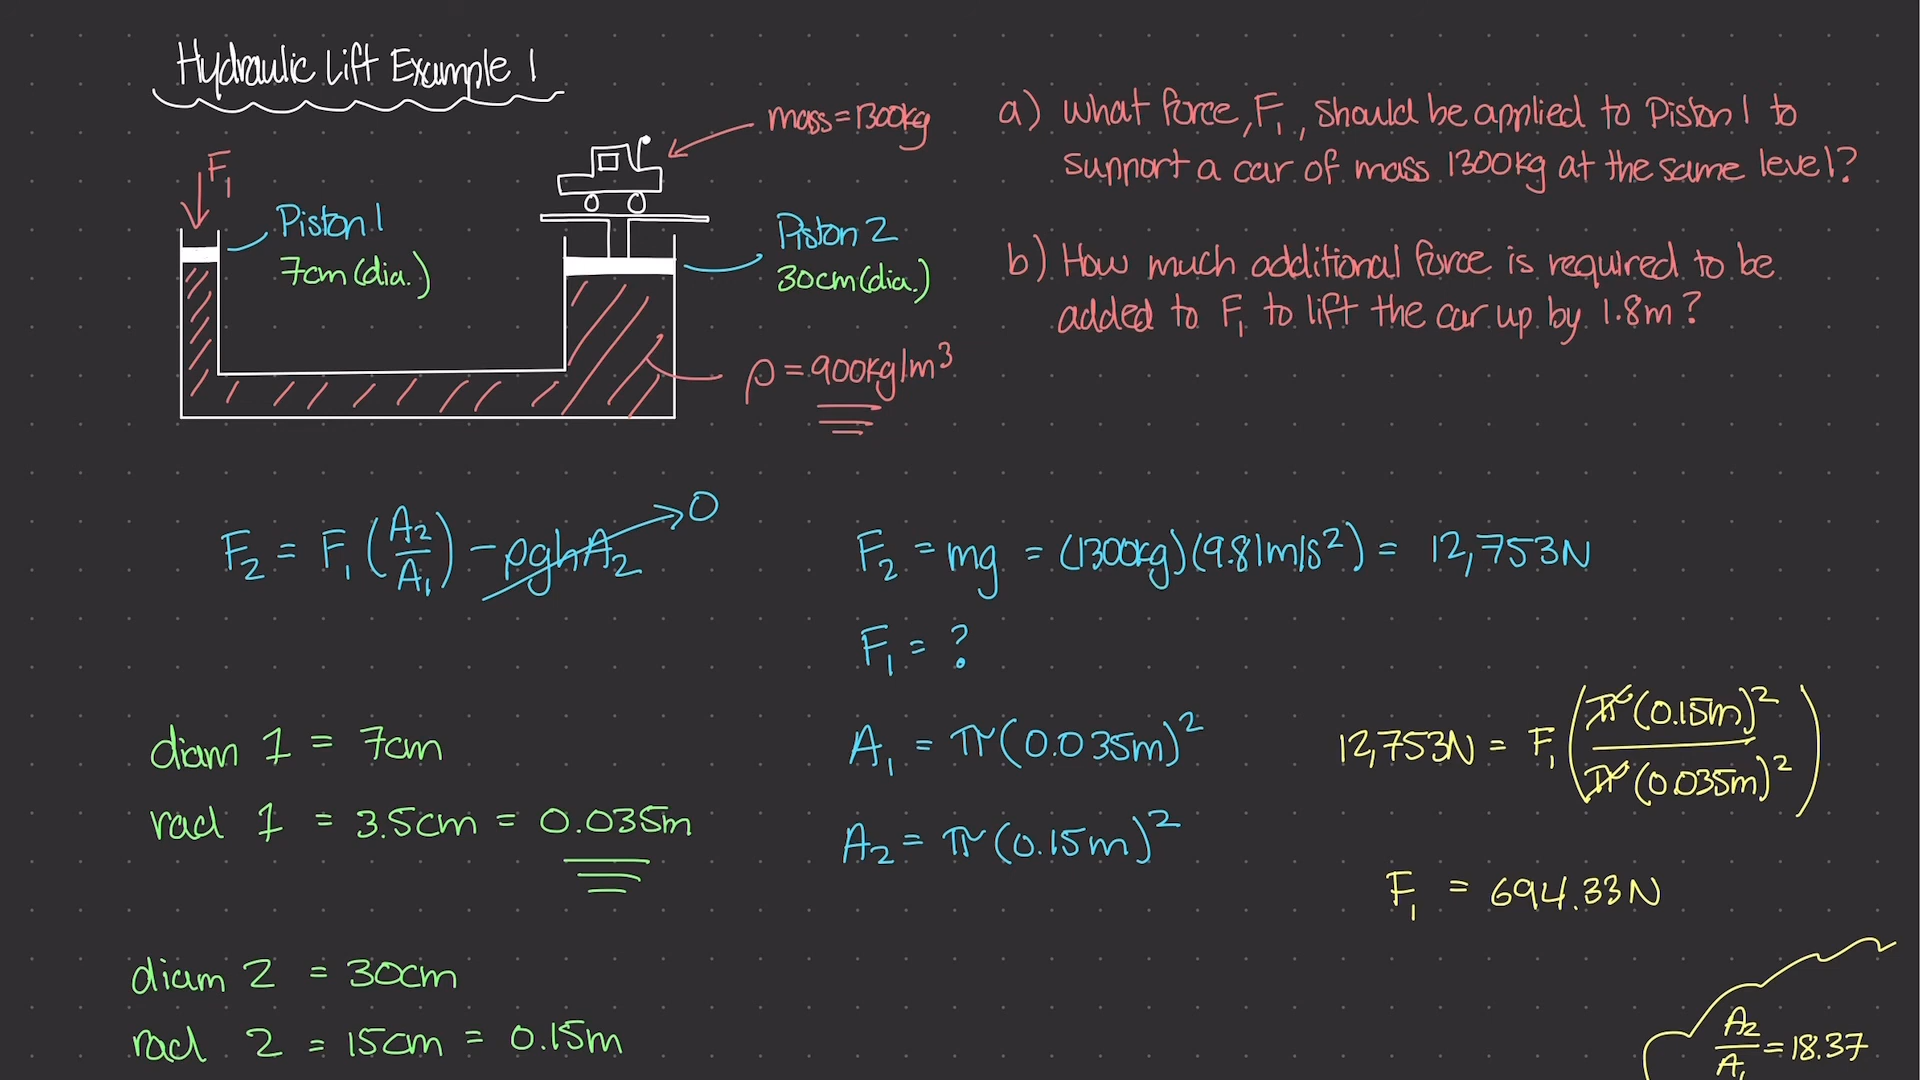 Hydraulic Lift Example 1
mass = 1300kg
F₁
Piston 1
7cm (dia.)
Piston 2
30cm (dia.)
ρ = 900kg/m³
a) What force, F₁, should be applied to Piston 1 to
support a car of mass 1300kg at the same level?
b) How much additional force is required to be
added to F₁ to lift the car up by 1.8m?
F₂ = F₁ (A₂/A₁) - ρghA₂ → 0
F₂ = mg = (1300kg)(9.81m/s²) = 12,753N
F₁ = ?
A₁ = π(0.035m)²
A₂ = π(0.15m)²
diam 1 = 7cm
rad 1 = 3.5cm = 0.035m
diam 2 = 30cm
rad 2 = 15cm = 0.15m
12,753N = F₁ (π(0.15m)²/π(0.035m)²)
F₁ = 694.33N
A₂/A₁ = 18.37